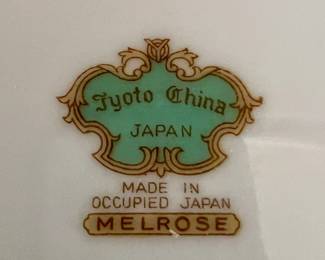 Jyoto China
JAPAN
MADE IN
OCCUPIED JAPAN
MELROSE